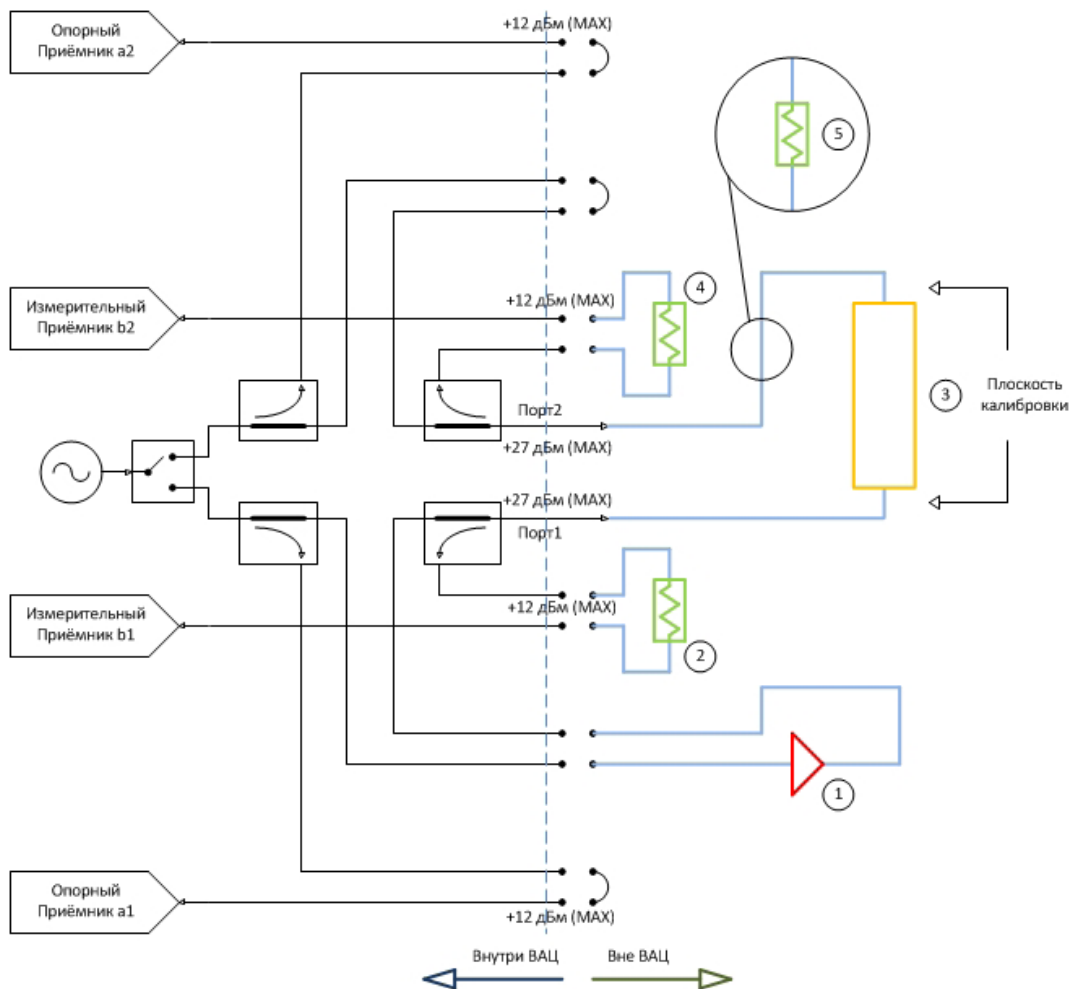 Опорный
Приёмник a2
+12 дБм (MAX)
5
Измерительный
Приёмник b2
+12 дБм (MAX)
4
3
Плоскость
калибровки
Порт2
+27 дБм (MAX)
+27 дБм (MAX)
Порт1
Измерительный
Приёмник b1
+12 дБм (MAX)
2
1
Опорный
Приёмник a1
+12 дБм (MAX)
Внутри ВАЦ
Вне ВАЦ